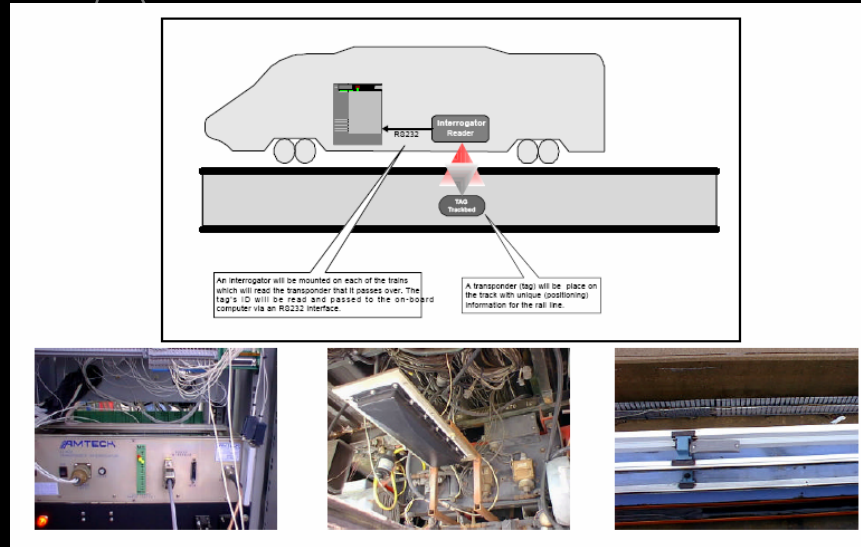 Interrogator
Reader
RS232
TAG
Trackbed
An interrogator will be mounted on each of the trains
which will read the transponder that it passes over. The
tag's ID will be read and passed to the on-board
computer via an RS232 interface.
A transponder (tag) will be place on
the track with unique (positioning)
information for the rail line.
AMTECH